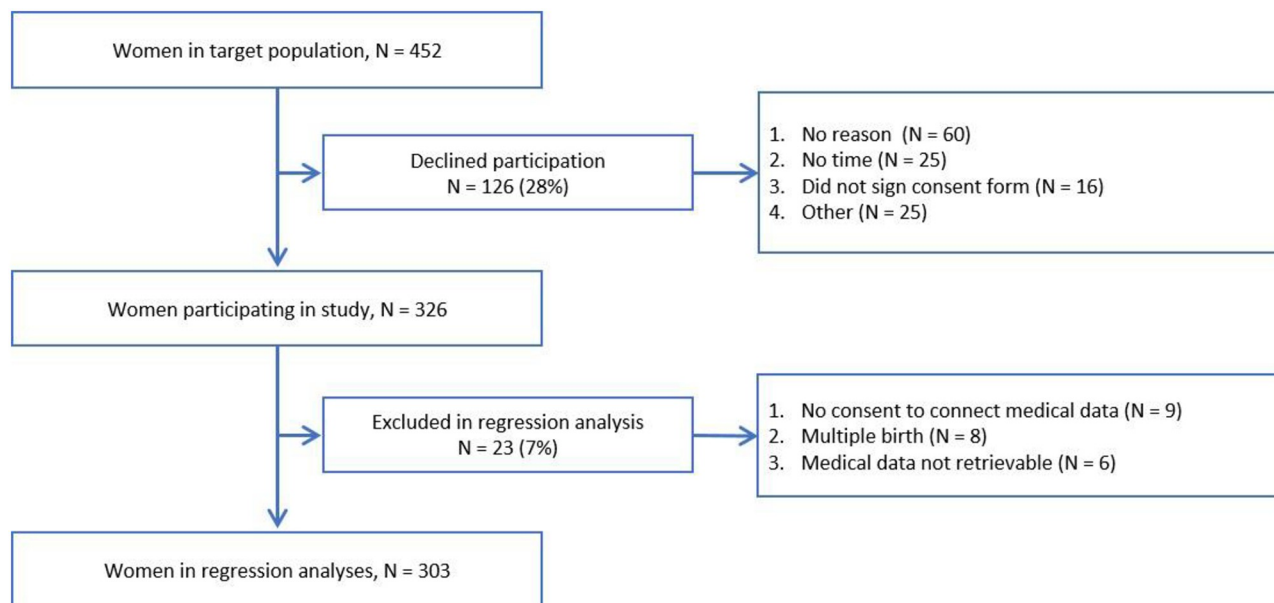 Women in target population, N = 452
Declined participation
N = 126 (28%)
1. No reason (N = 60)
2. No time (N = 25)
3. Did not sign consent form (N = 16)
4. Other (N = 25)
Women participating in study, N = 326
Excluded in regression analysis
N = 23 (7%)
1. No consent to connect medical data (N = 9)
2. Multiple birth (N = 8)
3. Medical data not retrievable (N = 6)
Women in regression analyses, N = 303